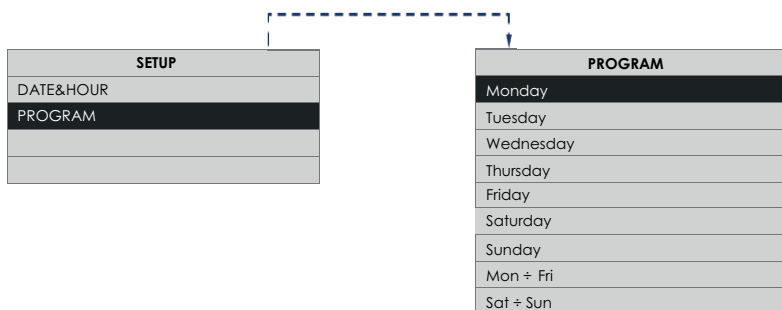 SETUP
DATE&HOUR
PROGRAM
PROGRAM
Monday
Tuesday
Wednesday
Thursday
Friday
Saturday
Sunday
Mon ÷ Fri
Sat ÷ Sun